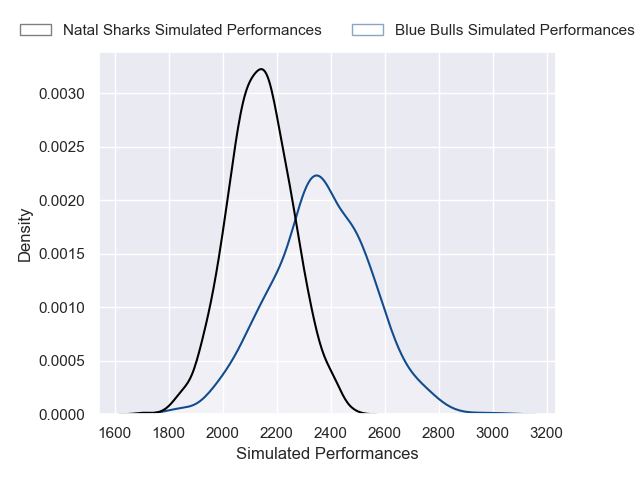 Natal Sharks Simulated Performances
Blue Bulls Simulated Performances
0.0030
0.0025
0.0020
0.0015
0.0010
0.0005
0.0000
Density
1600 1800 2000 2200 2400 2600 2800 3000 3200
Simulated Performances